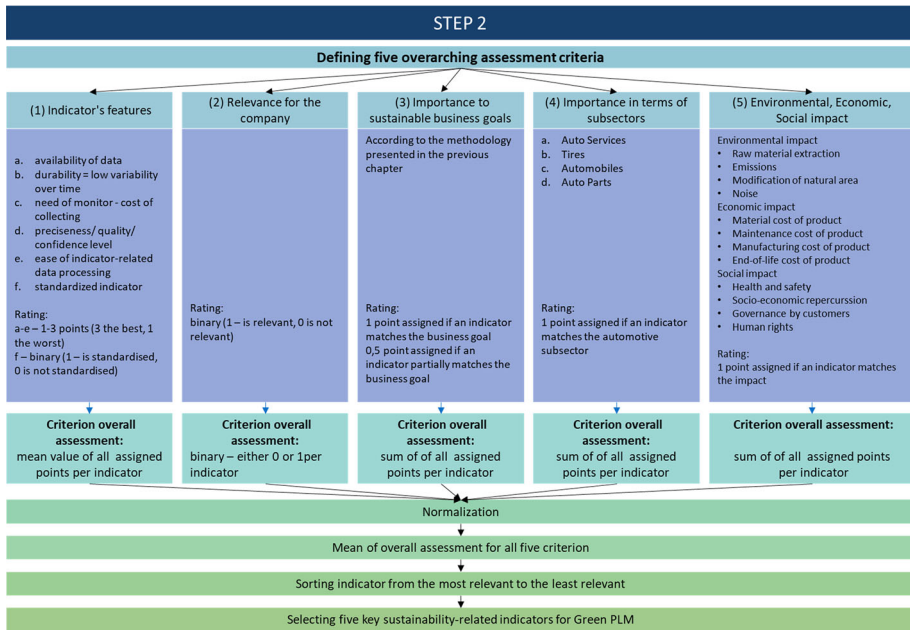 STEP 2
Defining five overarching assessment criteria
(1) Indicator's features
(2) Relevance for the
company
(3) Importance to
sustainable business goals
(4) Importance in terms of
subsectors
(5) Environmental, Economic,
Social impact
a. availability of data
b. durability = low variability
over time
c. need of monitor - cost of
collecting
d. preciseness/ quality/
confidence level
e. ease of indicator-related
data processing
f. standardized indicator
Rating:
a-e – 1-3 points (3 the best, 1
the worst)
f – binary (1 – is standardised,
0 is not standardised)
Rating:
binary (1 – is relevant, 0 is not
relevant)
According to the methodology
presented in the previous
chapter
Rating:
1 point assigned if an indicator
matches the business goal
0,5 point assigned if an
indicator partially matches the
business goal
a. Auto Services
b. Tires
c. Automobiles
d. Auto Parts
Rating:
1 point assigned if an indicator
matches the automotive
subsector
Environmental impact
• Raw material extraction
• Emissions
• Modification of natural area
• Noise
Economic impact
• Material cost of product
• Maintenance cost of product
• Manufacturing cost of product
• End-of-life cost of product
Social impact
• Health and safety
• Socio-economic repercurssion
• Governance by customers
• Human rights
Rating:
1 point assigned if an indicator matches
the impact
Criterion overall
assessment:
mean value of all assigned
points per indicator
Criterion overall
assessment:
binary – either 0 or 1per
indicator
Criterion overall
assessment:
sum of of all assigned
points per indicator
Criterion overall
assessment:
sum of of all assigned
points per indicator
Criterion overall assessment:
sum of of all assigned points
per indicator
Normalization
Mean of overall assessment for all five criterion
Sorting indicator from the most relevant to the least relevant
Selecting five key sustainability-related indicators for Green PLM